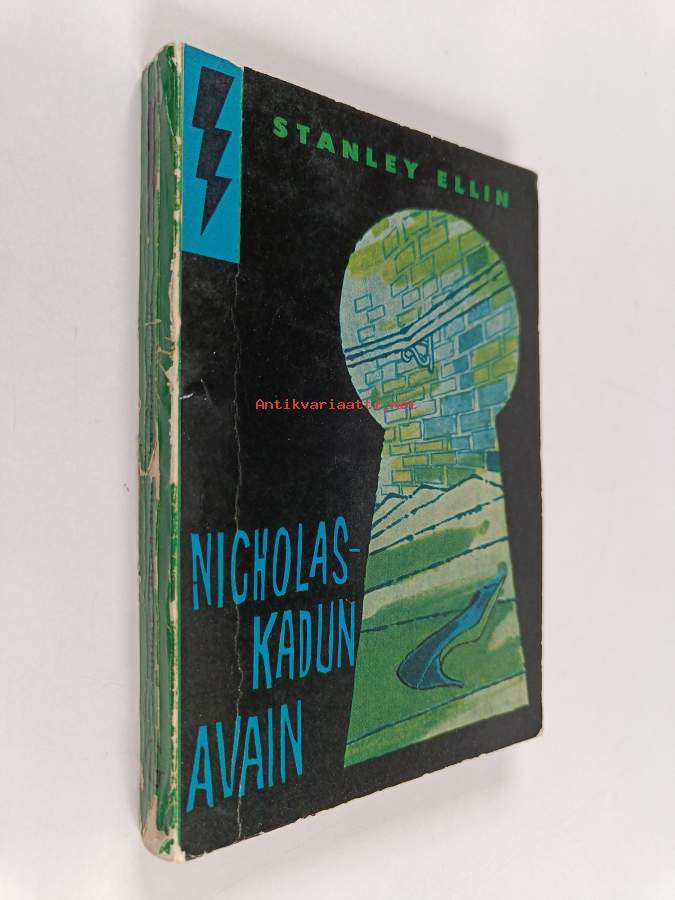 STANLEY ELLIN
Antikvariaatti.net
NICHOLAS-
KADUN
AVAIN